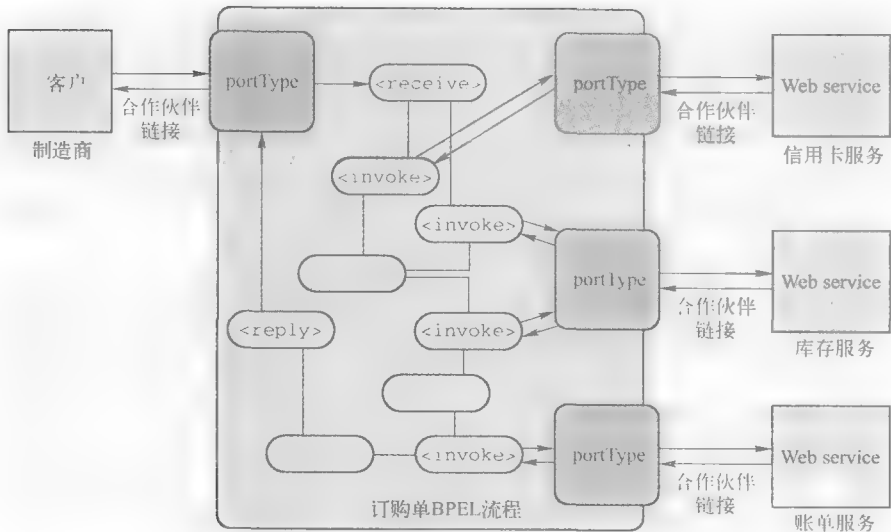 客户
合作伙伴
链接
制造商
portType
<receive>
portType
合作伙伴
链接
Web service
信用卡服务
<invoke>
<invoke>
portType
合作伙伴
链接
Web service
库存服务
<reply>
<invoke>
<invoke>
portType
合作伙伴
链接
Web service
账单服务
订购单BPEL流程